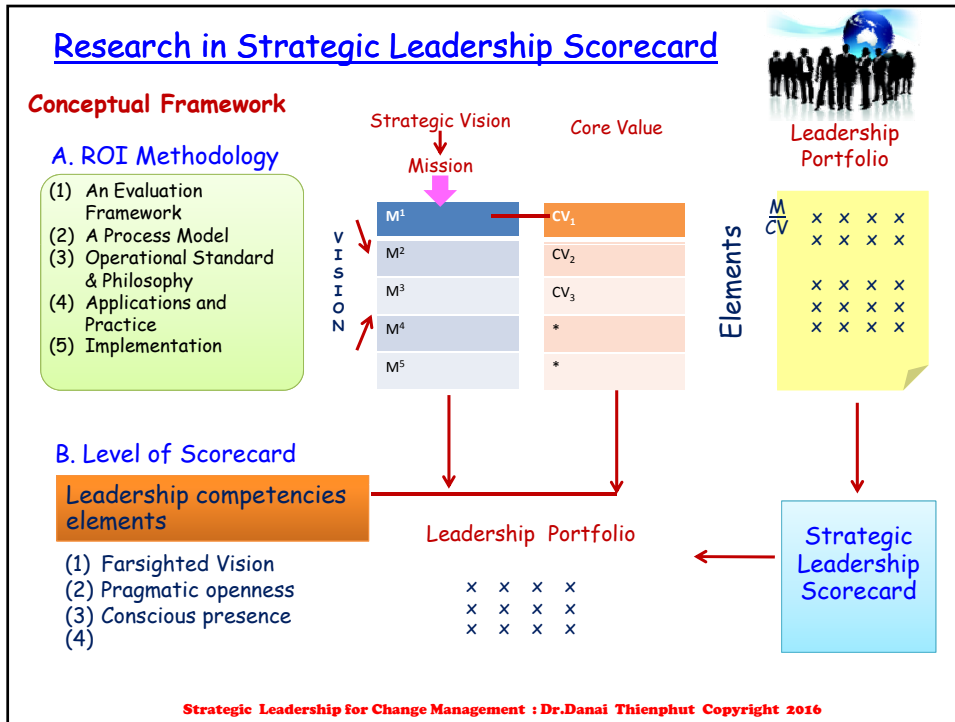 Research in Strategic Leadership Scorecard
Conceptual Framework
A. ROI Methodology
(1) An Evaluation
Framework
(2) A Process Model
(3) Operational Standard
& Philosophy
(4) Applications and
Practice
(5) Implementation
Strategic Vision
Mission
Core Value
VISION
M¹
CV₁
M²
CV₂
M³
CV₃
M⁴
*
M⁵
*
Leadership
Portfolio
Elements
M
CV
x x x x
x x x x
x x x x
x x x x
x x x x
B. Level of Scorecard
Leadership competencies
elements
(1) Farsighted Vision
(2) Pragmatic openness
(3) Conscious presence
(4)
Leadership Portfolio
x x x x
x x x x
x x x x
Strategic
Leadership
Scorecard
Strategic Leadership for Change Management : Dr.Danai Thienphut Copyright 2016